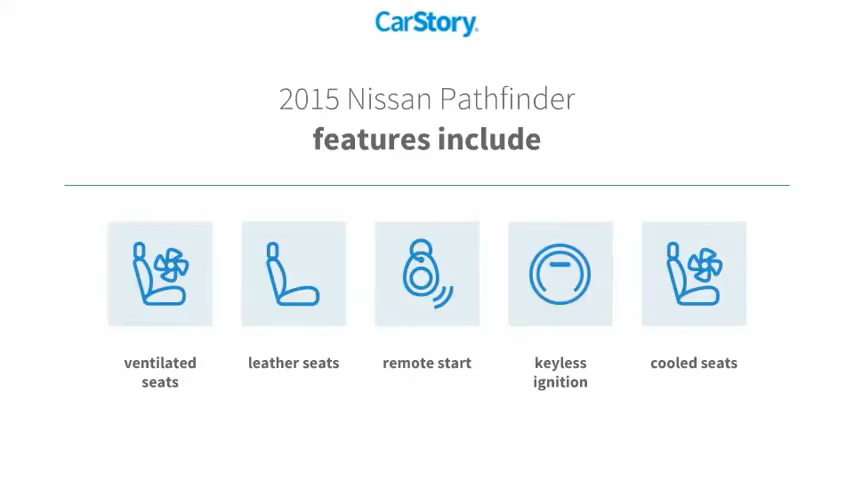 CarStory
2015 Nissan Pathfinder
features include
ventilated
seats
leather seats
remote start
keyless
ignition
cooled seats